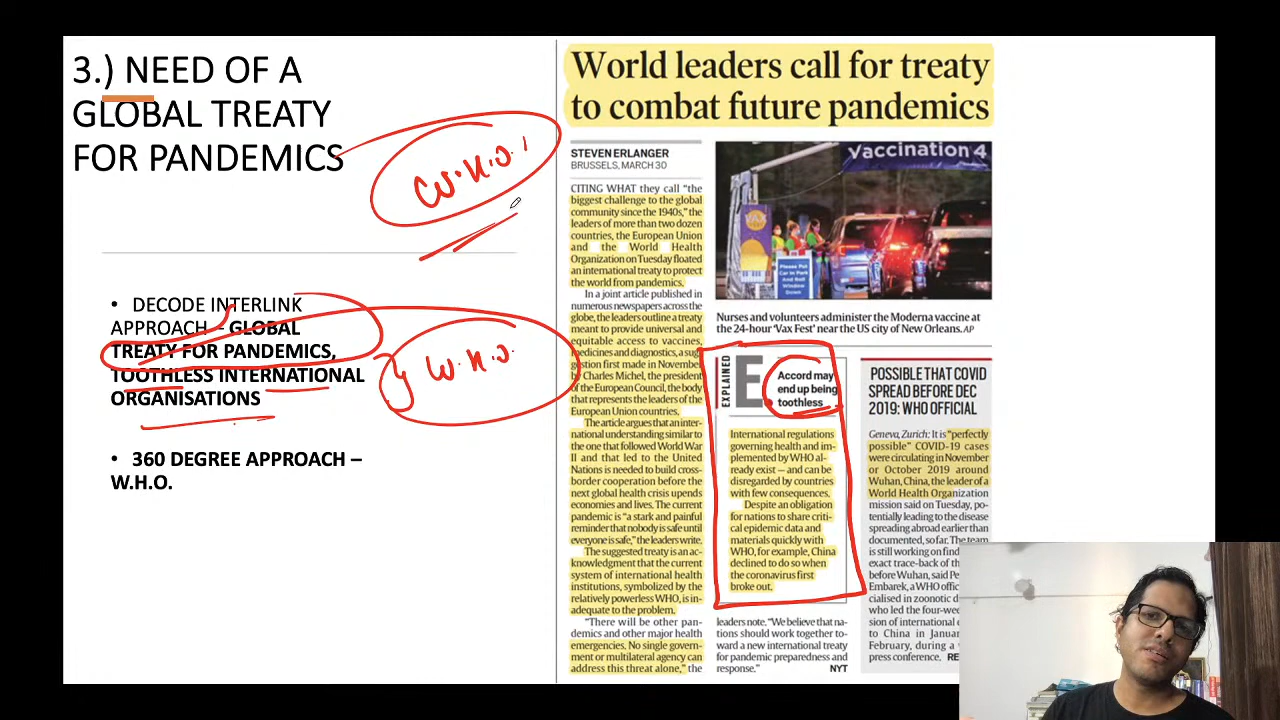 3.) NEED OF A
GLOBAL TREATY
FOR PANDEMICS
W.H.O.
• DECODE INTERLINK
APPROACH – GLOBAL
TREATY FOR PANDEMICS,
TOOTHLESS INTERNATIONAL
ORGANISATIONS
W.H.O.
• 360 DEGREE APPROACH –
W.H.O.
World leaders call for treaty
to combat future pandemics
STEVEN ERLANGER
BRUSSELS, MARCH 30
CITING WHAT they call "the
biggest challenge to the global
community since the 1940s," the
leaders of more than two dozen
countries, the European Union
and the World Health
Organization on Tuesday floated
an international treaty to protect
the world from pandemics.
In a joint article published in
numerous newspapers across the
globe, the leaders outline a treaty
meant to provide universal and
equitable access to vaccines,
medicines and diagnostics, a sug-
gestion first made in November
by Charles Michel, the president
of the European Council, the body
that represents the leaders of the
European Union countries.
The article argues that an inter-
national understanding similar to
the one that followed World War
II and that led to the United
Nations is needed to build cross-
border cooperation before the
next global health crisis upends
economies and lives. The current
pandemic is "a stark and painful
reminder that nobody is safe until
everyone is safe," the leaders write.
The suggested treaty is an ac-
knowledgment that the current
system of international health
institutions, symbolized by the
relatively powerless WHO, is in-
adequate to the problem.
"There will be other pan-
demics and other major health
emergencies. No single govern-
ment or multilateral agency can
address this threat alone," the
Vaccination 4
VAX
Please Put
Car In Park
And Roll
Window
Down
Nurses and volunteers administer the Moderna vaccine at
the 24-hour 'Vax Fest' near the US city of New Orleans. AP
EXPLAINED
E
Accord may
end up being
toothless
International regulations
governing health and im-
plemented by WHO al-
ready exist — and can be
disregarded by countries
with few consequences.
Despite an obligation
for nations to share criti-
cal epidemic data and
materials quickly with
WHO, for example, China
declined to do so when
the coronavirus first
broke out.
leaders note. "We believe that na-
tions should work together to-
ward a new international treaty
for pandemic preparedness and
response." NYT
POSSIBLE THAT COVID
SPREAD BEFORE DEC
2019: WHO OFFICIAL
Geneva, Zurich: It is "perfectly
possible" COVID-19 cases
were circulating in November
or October 2019 around
Wuhan, China, the leader of a
World Health Organization
mission said on Tuesday, po-
tentially leading to the disease
spreading abroad earlier than
documented, so far. The team
is still working on
exact trace-back of th
before Wuhan, said Pe
Embarek, a WHO offic
cialised in zoonotic d
who led the four-wee
sion of international e
to China in Januar
February, during a
press conference. RE